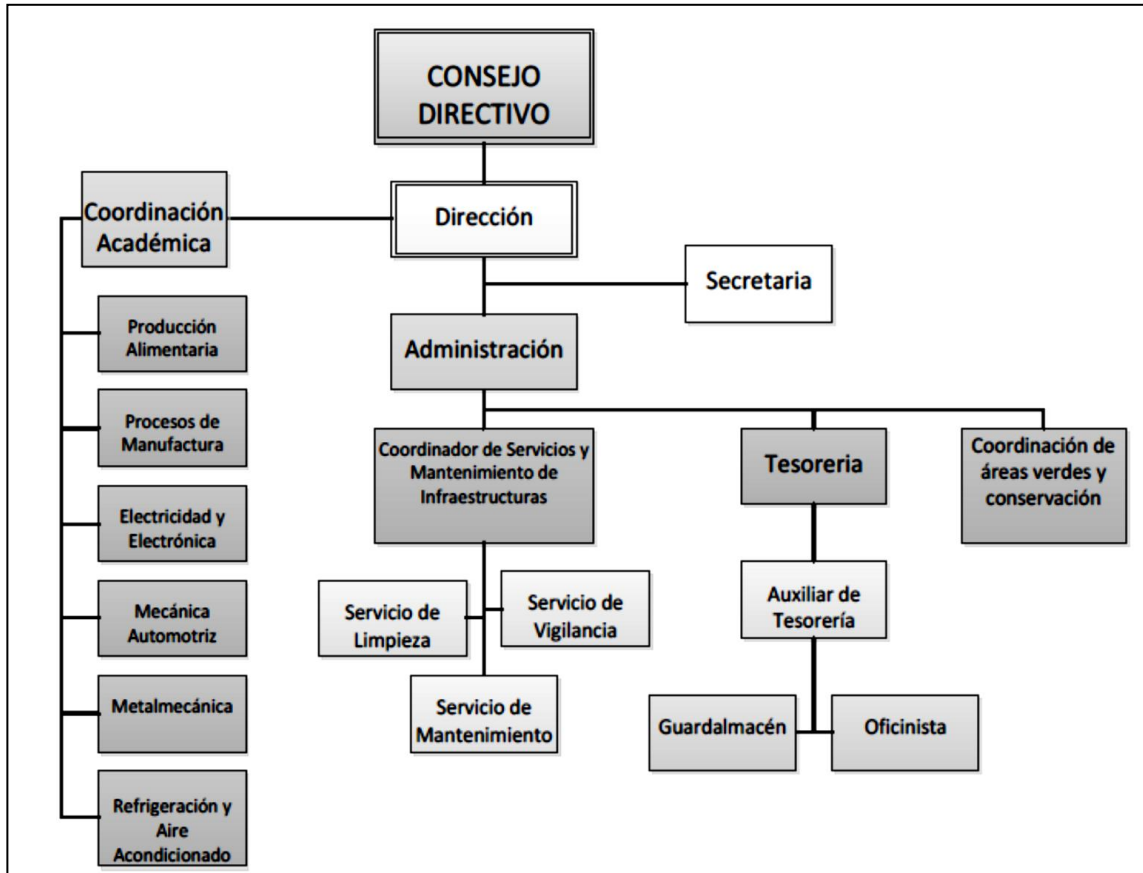 CONSEJO
DIRECTIVO
Coordinación
Académica
Dirección
Secretaria
Producción
Alimentaria
Administración
Procesos de
Manufactura
Coordinador de Servicios y
Mantenimiento de
Infraestructuras
Tesoreria
Coordinación de
áreas verdes y
conservación
Electricidad y
Electrónica
Mecánica
Automotriz
Servicio de
Limpieza
Servicio de
Vigilancia
Auxiliar de
Tesorería
Metalmecánica
Servicio de
Mantenimiento
Guardalmacén
Oficinista
Refrigeración y
Aire
Acondicionado